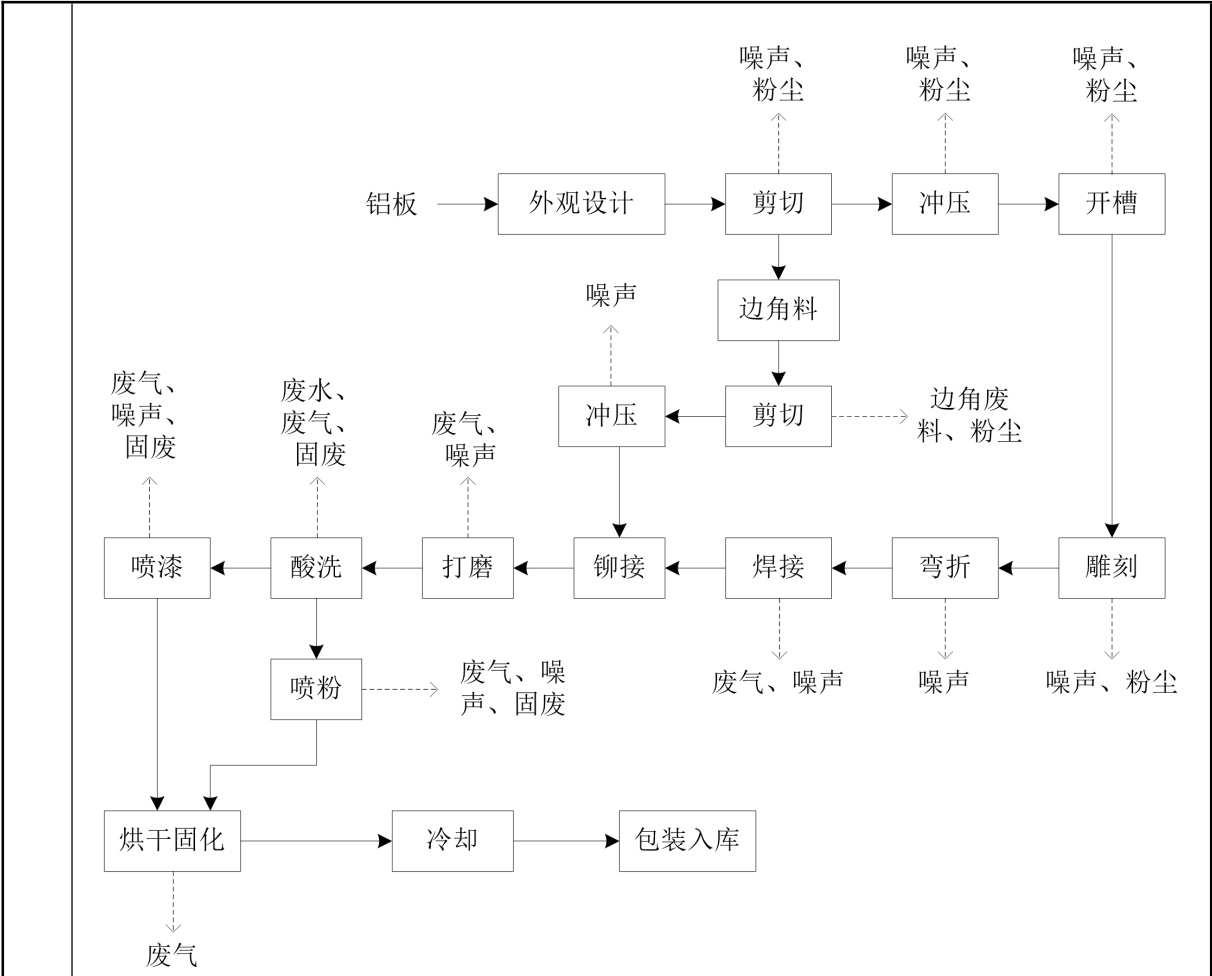 噪声、
粉尘
噪声、
粉尘
噪声、
粉尘
铝板
外观设计
剪切
冲压
开槽
噪声
边角料
废气、
噪声、
固废
废水、
废气、
固废
废气、
噪声
冲压
剪切
边角废
料、粉尘
喷漆
酸洗
打磨
铆接
焊接
弯折
雕刻
喷粉
废气、噪
声、固废
废气、噪声
噪声
噪声、粉尘
烘干固化
冷却
包装入库
废气